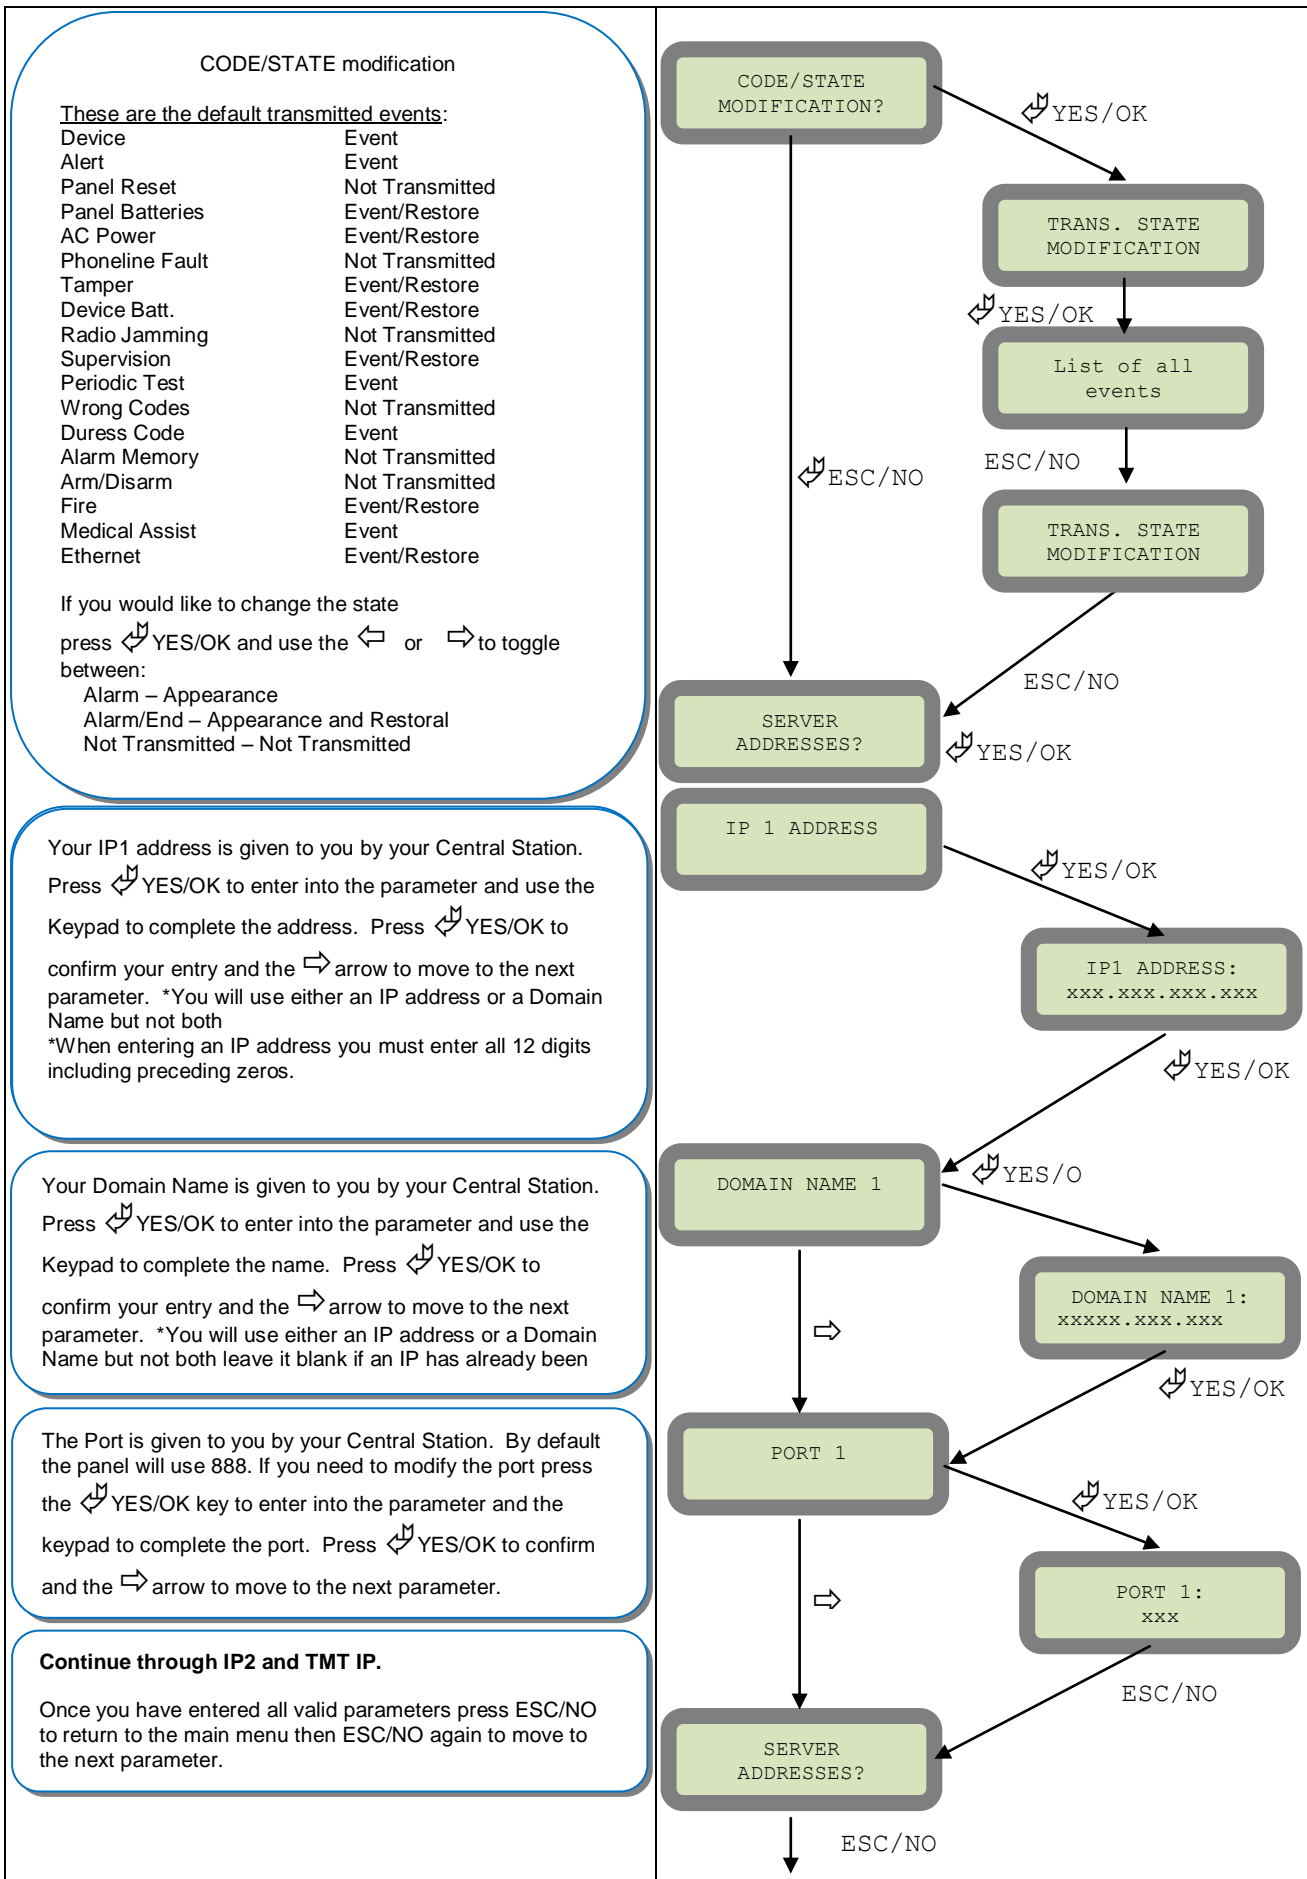 CODE/STATE modification
These are the default transmitted events:
Device Event
Alert Event
Panel Reset Not Transmitted
Panel Batteries Event/Restore
AC Power Event/Restore
Phoneline Fault Not Transmitted
Tamper Event/Restore
Device Batt. Event/Restore
Radio Jamming Not Transmitted
Supervision Event/Restore
Periodic Test Event
Wrong Codes Not Transmitted
Duress Code Event
Alarm Memory Not Transmitted
Arm/Disarm Not Transmitted
Fire Event/Restore
Medical Assist Event
Ethernet Event/Restore
If you would like to change the state
press YES/OK and use the ⇦ or ⇨ to toggle
between:
Alarm – Appearance
Alarm/End – Appearance and Restoral
Not Transmitted – Not Transmitted
Your IP1 address is given to you by your Central Station.
Press YES/OK to enter into the parameter and use the
Keypad to complete the address. Press YES/OK to
confirm your entry and the ⇨ arrow to move to the next
parameter. *You will use either an IP address or a Domain
Name but not both
*When entering an IP address you must enter all 12 digits
including preceding zeros.
Your Domain Name is given to you by your Central Station.
Press YES/OK to enter into the parameter and use the
Keypad to complete the name. Press YES/OK to
confirm your entry and the ⇨ arrow to move to the next
parameter. *You will use either an IP address or a Domain
Name but not both leave it blank if an IP has already been
The Port is given to you by your Central Station. By default
the panel will use 888. If you need to modify the port press
the YES/OK key to enter into the parameter and the
keypad to complete the port. Press YES/OK to confirm
and the ⇨ arrow to move to the next parameter.
Continue through IP2 and TMT IP.
Once you have entered all valid parameters press ESC/NO
to return to the main menu then ESC/NO again to move to
the next parameter.
CODE/STATE
MODIFICATION?
YES/OK
TRANS. STATE
MODIFICATION
YES/OK
List of all
events
ESC/NO
ESC/NO
TRANS. STATE
MODIFICATION
ESC/NO
SERVER
ADDRESSES?
YES/OK
IP 1 ADDRESS
YES/OK
IP1 ADDRESS:
xxx.xxx.xxx.xxx
YES/OK
DOMAIN NAME 1
YES/O
DOMAIN NAME 1:
xxxxx.xxx.xxx
⇨
YES/OK
PORT 1
YES/OK
PORT 1:
xxx
⇨
ESC/NO
SERVER
ADDRESSES?
ESC/NO